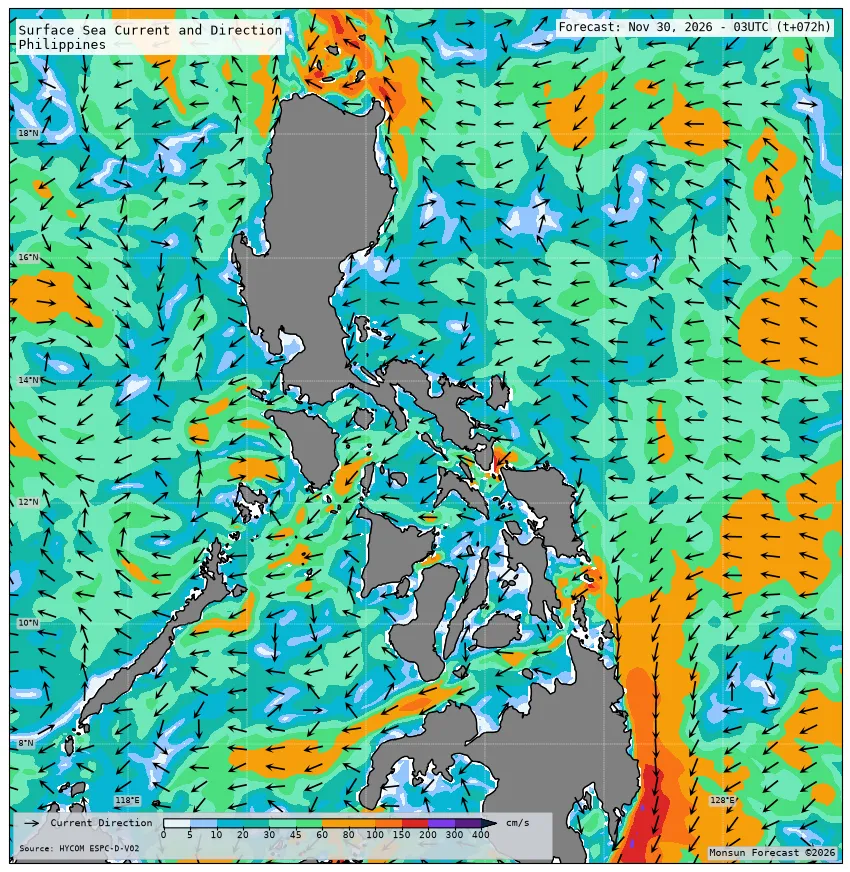 Surface Sea Current and Direction
Philippines
Forecast: Nov 30, 2026 - 03UTC (t+072h)
18°N
16°N
14°N
12°N
10°N
8°N
118°E
128°E
Current Direction
cm/s
0 5 10 20 30 45 60 80 100 150 200 300 400
Source: HYCOM ESPC-D-V02
Monsun Forecast ©2026